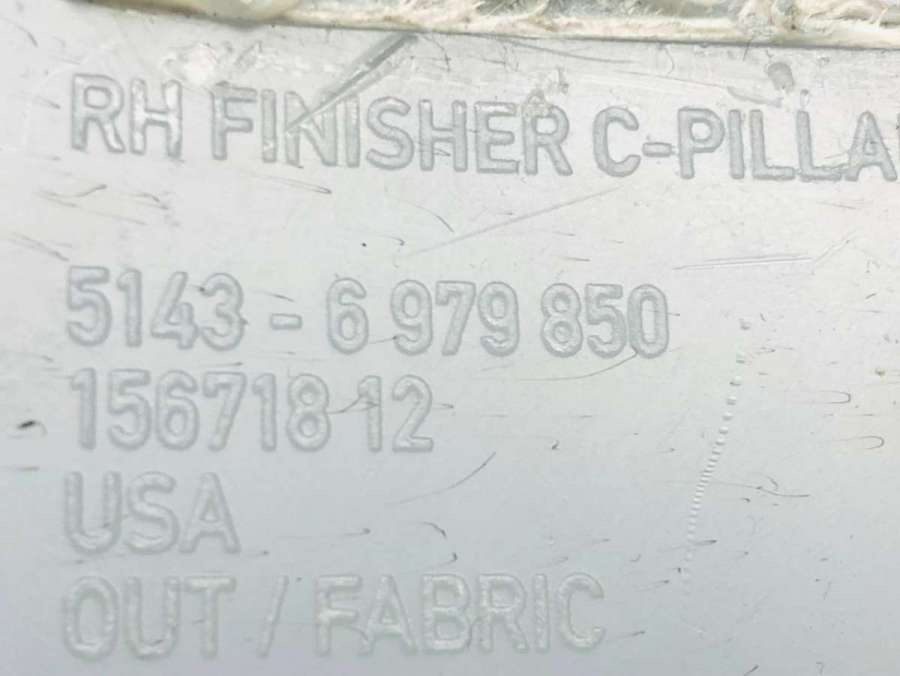 RH FINISHER C-PILLA
5143 - 6 979 850
156718 12
USA
OUT / FABRIC